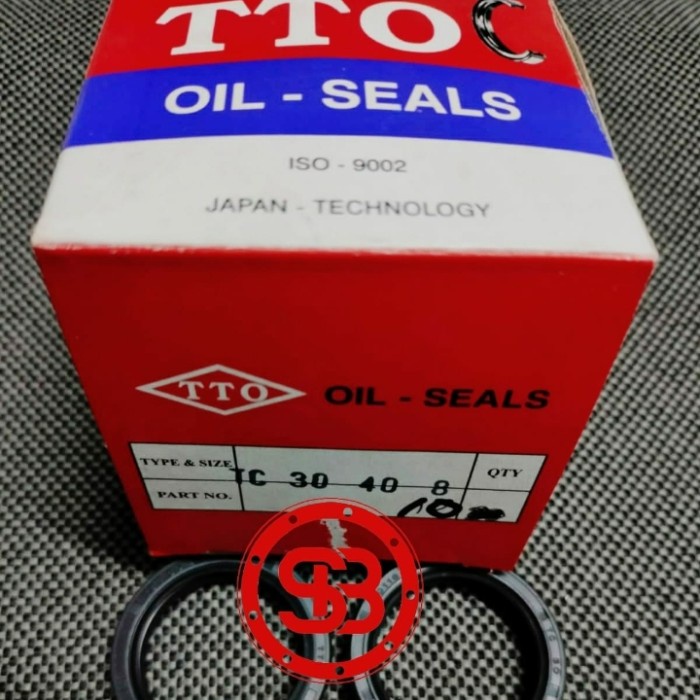 TTO
OIL - SEALS
ISO - 9002
JAPAN - TECHNOLOGY
TTO OIL - SEALS
TYPE & SIZE TC 30 40 8 QTY
PART NO.
SLB